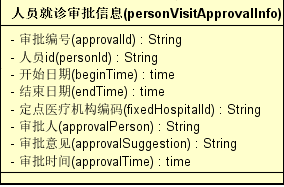 人员就诊审批信息(personVisitApprovalInfo)
- 审批编号(approvalId) : String
- 人员id(personId) : String
- 开始日期(beginTime) : time
- 结束日期(endTime) : time
- 定点医疗机构编码(fixedHospitalId) : String
- 审批人(approvalPerson) : String
- 审批意见(approvalSuggestion) : String
- 审批时间(approvalTime) : time